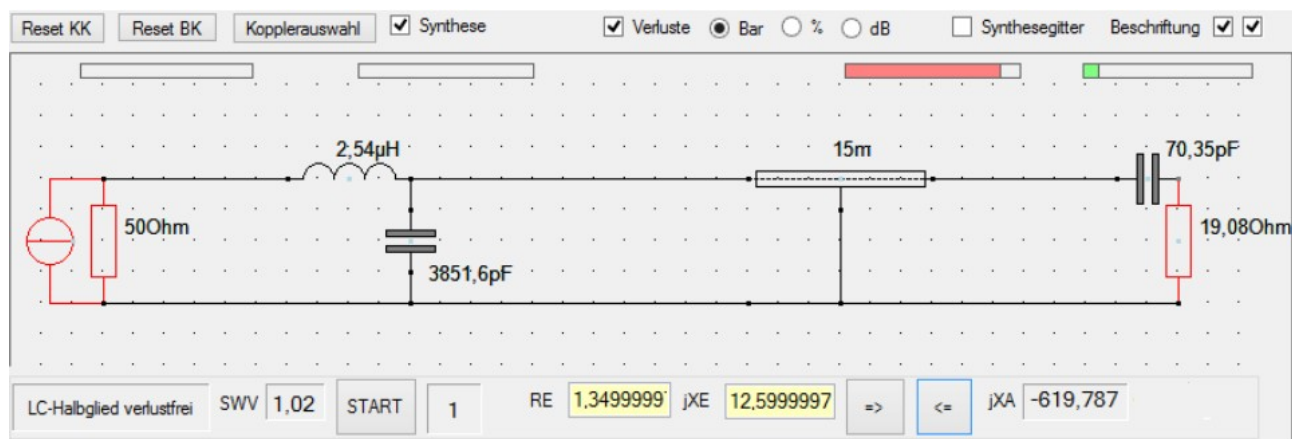 Reset KK Reset BK Kopplerauswahl Synthese Verluste Bar % dB Synthesegitter Beschriftung
2,54µH 15m 70,35pF
50Ohm 19,08Ohm
3851,6pF
LC-Halbglied verlustfrei SWV 1,02 START 1 RE 1,3499999 jXE 12,5999997 => <= jXA -619,787